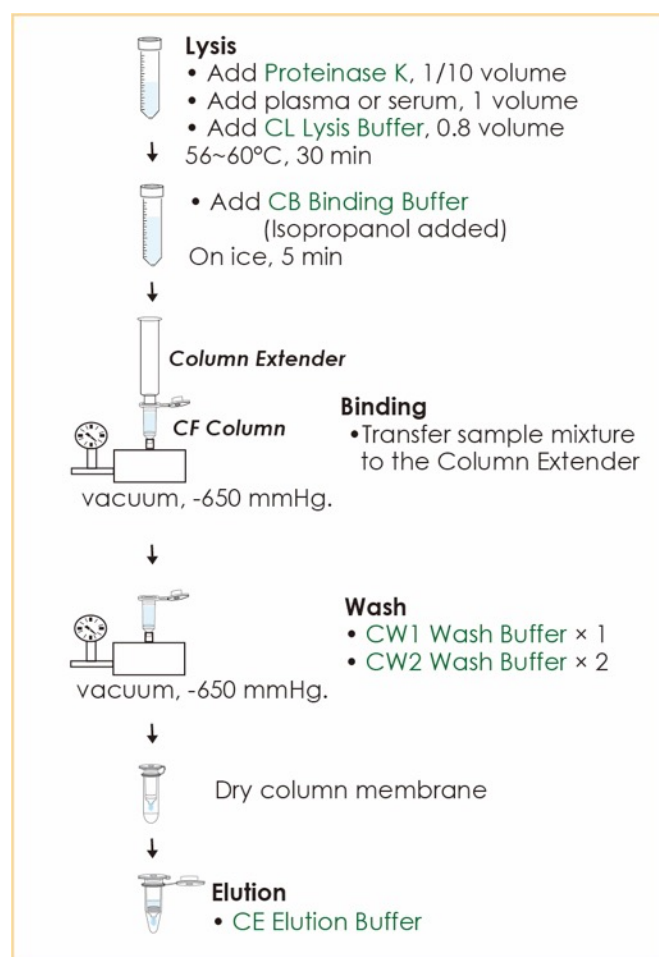 Lysis
• Add Proteinase K, 1/10 volume
• Add plasma or serum, 1 volume
• Add CL Lysis Buffer, 0.8 volume
56~60°C, 30 min
• Add CB Binding Buffer
(Isopropanol added)
On ice, 5 min
Column Extender
CF Column
Binding
•Transfer sample mixture
to the Column Extender
vacuum, -650 mmHg.
Wash
• CW1 Wash Buffer × 1
• CW2 Wash Buffer × 2
vacuum, -650 mmHg.
Dry column membrane
Elution
• CE Elution Buffer